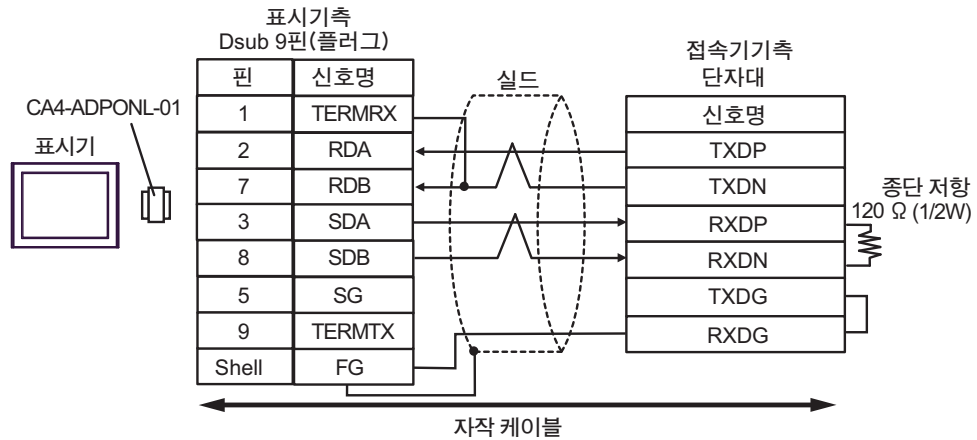 표시기측
Dsub 9핀(플러그)
접속기기측
단자대
핀 신호명
실드
신호명
CA4-ADPONL-01
표시기
1 TERMRX
2 RDA
7 RDB
3 SDA
8 SDB
5 SG
9 TERMTX
Shell FG
TXDP
TXDN
RXDP
RXDN
TXDG
RXDG
종단 저항
120 Ω (1/2W)
자작 케이블